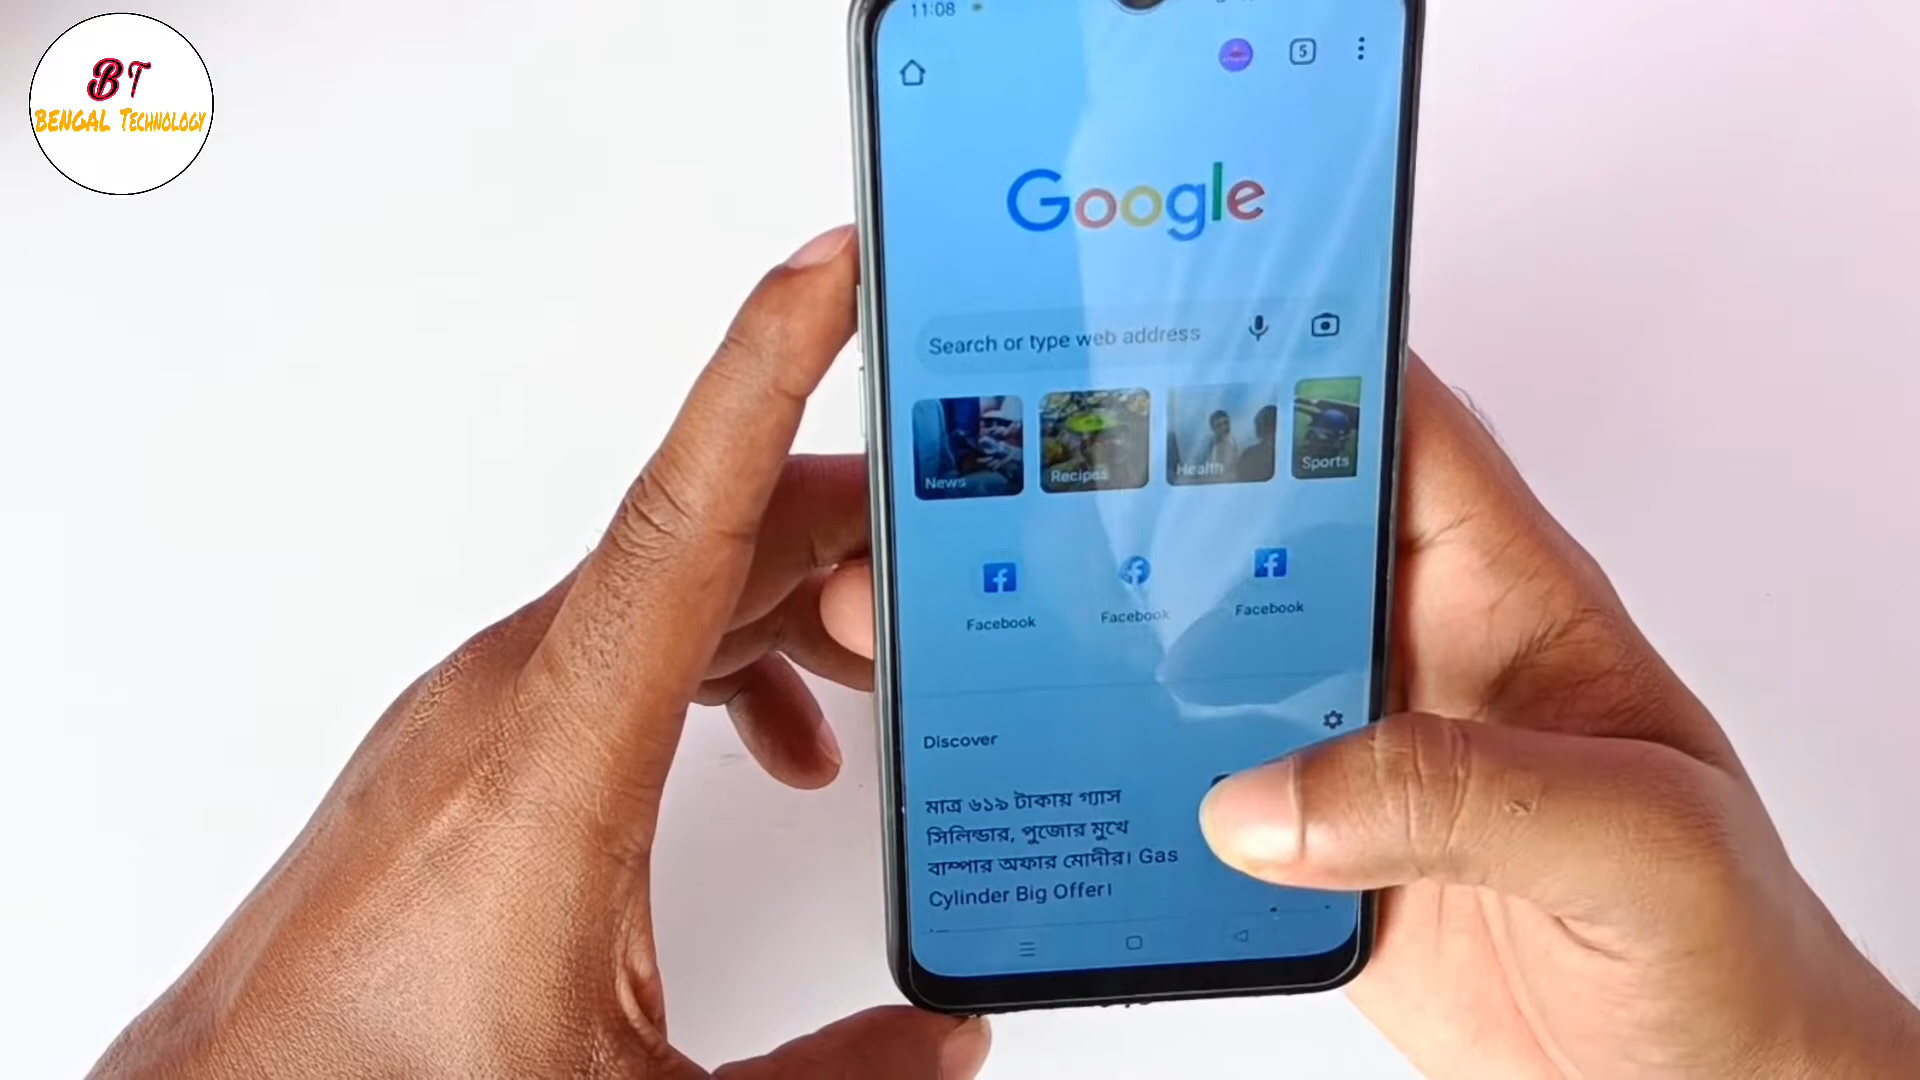 BT
BENGAL TECHNOLOGY
11:08
5
Google
Search or type web address
News
Recipes
Health
Sports
Facebook
Facebook
Facebook
Discover
মাত্র ৬১৯ টাকায় গ্যাস
সিলিন্ডার, পুজোর মুখে
বাম্পার অফার মোদীর। Gas
Cylinder Big Offer।